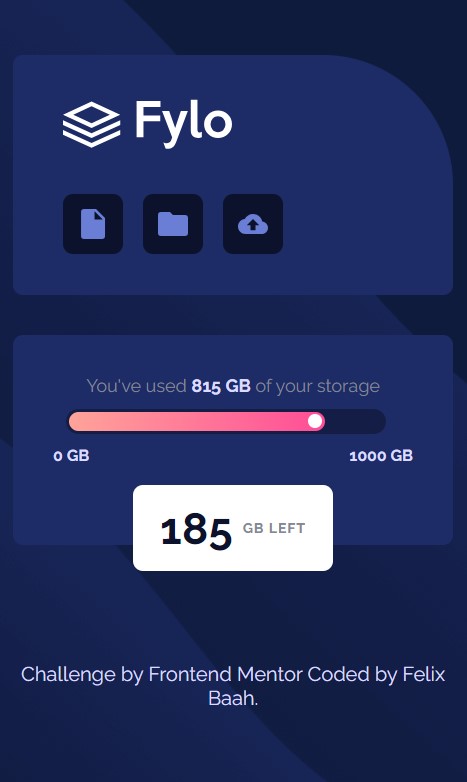 Fylo
You've used 815 GB of your storage
0 GB 1000 GB
185 GB LEFT
Challenge by Frontend Mentor Coded by Felix
Baah.